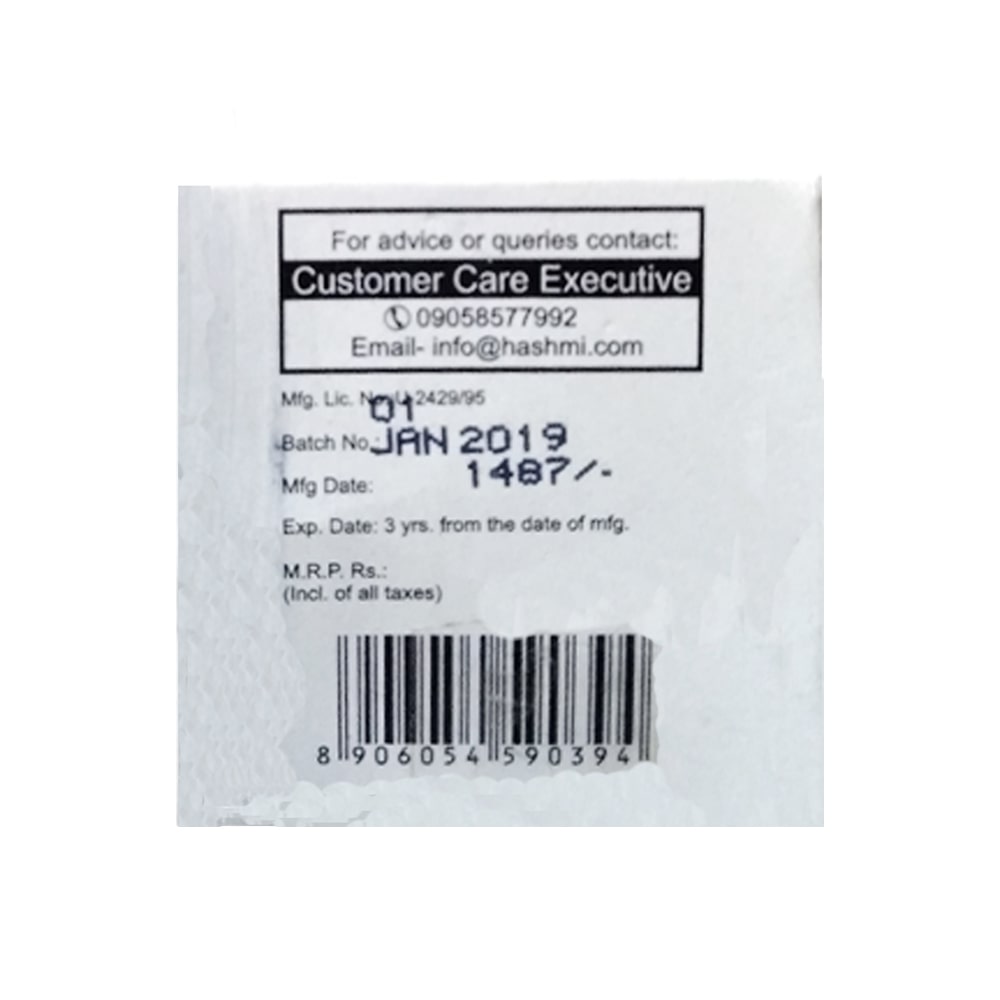 For advice or queries contact:
Customer Care Executive
09058577992
Email- info@hashmi.com
Mfg. Lic. No. U-2429/95
01
Batch No.: JAN 2019
1487/-
Mfg Date:
Exp. Date: 3 yrs. from the date of mfg.
M.R.P. Rs.:
(Incl. of all taxes)
8 906054 590394